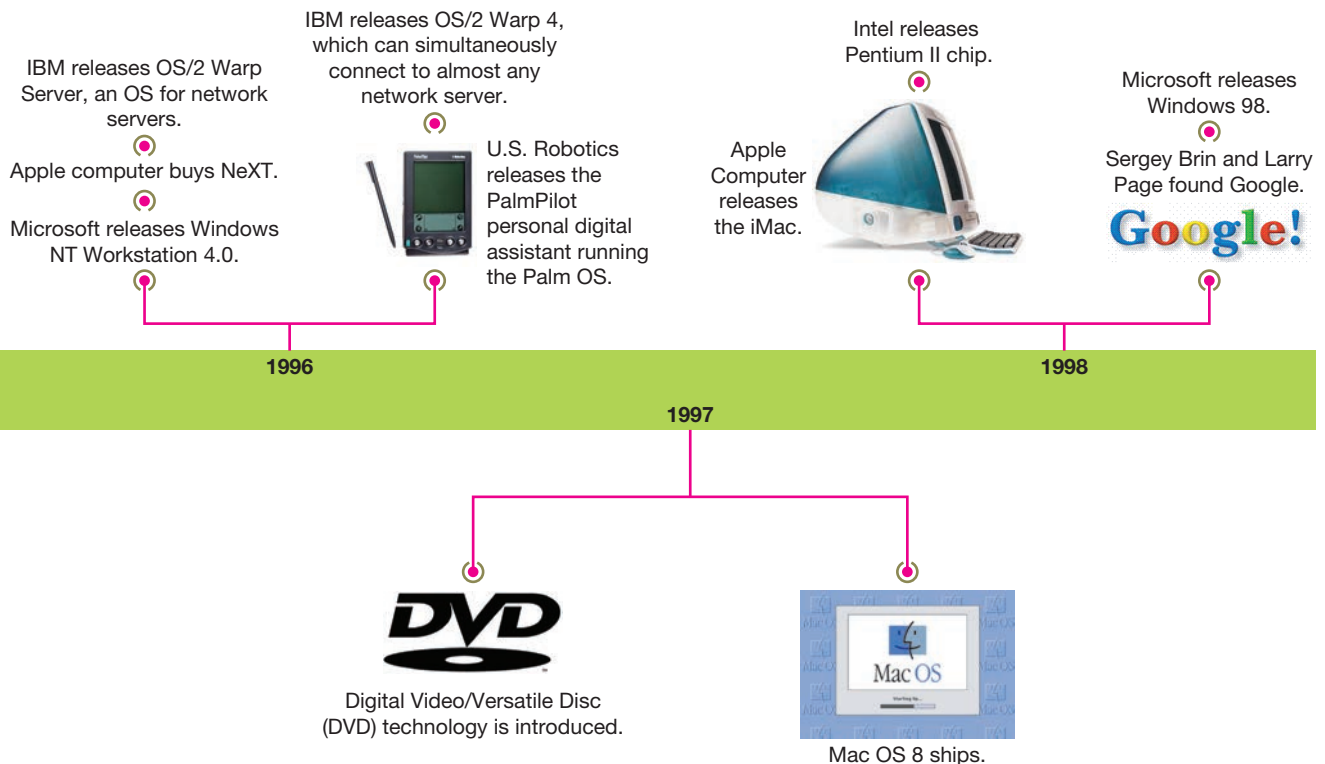 IBM releases OS/2 Warp
Server, an OS for network
servers.
Apple computer buys NeXT.
Microsoft releases Windows
NT Workstation 4.0.
IBM releases OS/2 Warp 4,
which can simultaneously
connect to almost any
network server.
U.S. Robotics
releases the
PalmPilot
personal digital
assistant running
the Palm OS.
Intel releases
Pentium II chip.
Apple
Computer
releases
the iMac.
Microsoft releases
Windows 98.
Sergey Brin and Larry
Page found Google.
Google!
1996
1998
1997
DVD
Digital Video/Versatile Disc
(DVD) technology is introduced.
Mac OS
Starting Up...
Mac OS 8 ships.